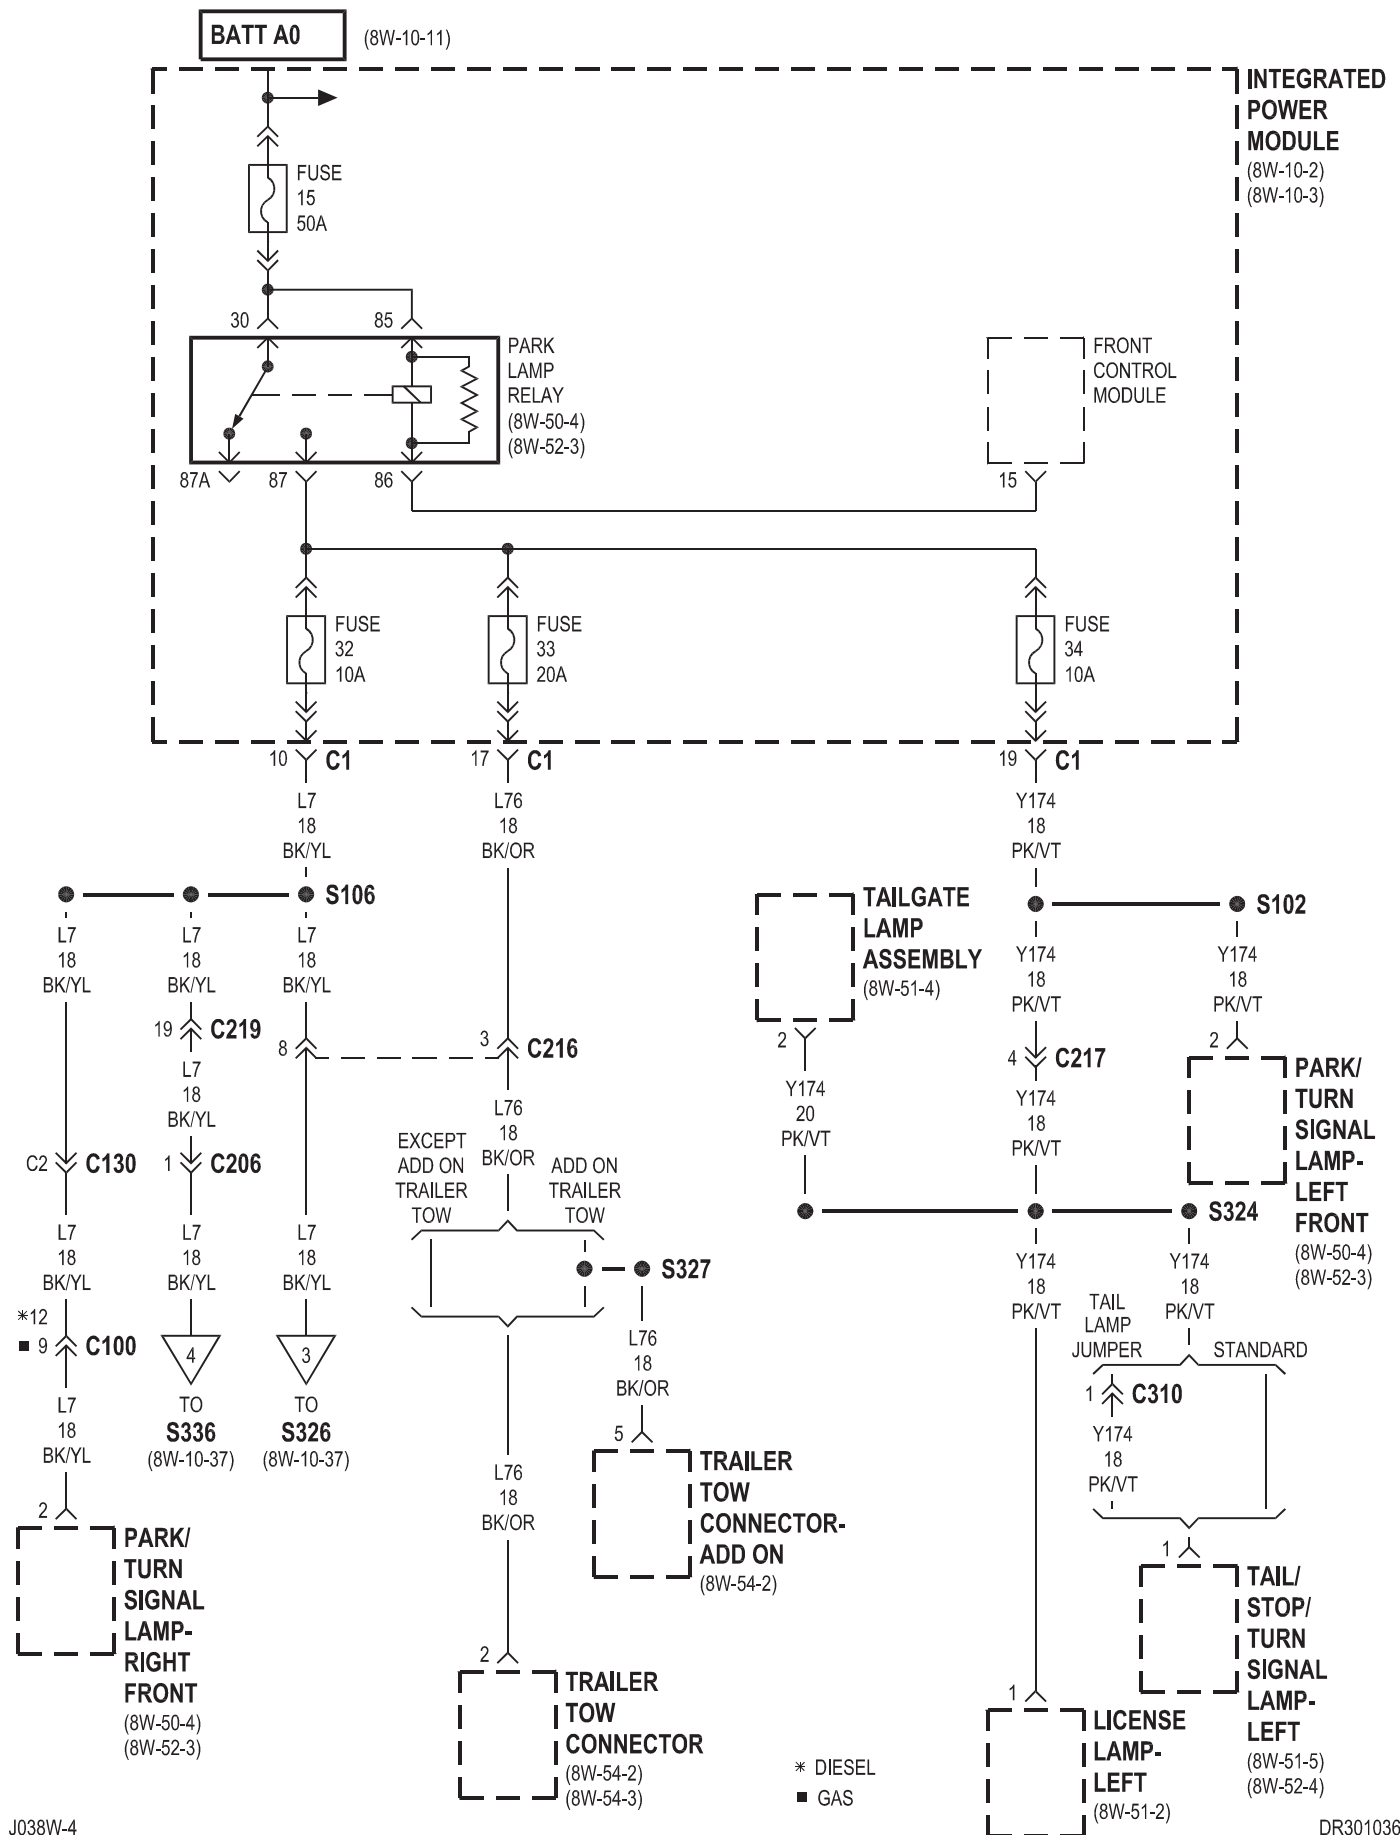 BATT A0
(8W-10-11)
INTEGRATED
POWER
MODULE
(8W-10-2)
(8W-10-3)
FUSE
15
50A
30
85
PARK
LAMP
RELAY
(8W-50-4)
(8W-52-3)
FRONT
CONTROL
MODULE
87A
87
86
15
FUSE
32
10A
FUSE
33
20A
FUSE
34
10A
10
C1
17
C1
19
C1
L7
18
BK/YL
L76
18
BK/OR
Y174
18
PK/VT
S106
S102
TAILGATE
LAMP
ASSEMBLY
(8W-51-4)
L7
18
BK/YL
L7
18
BK/YL
L7
18
BK/YL
Y174
18
PK/VT
Y174
18
PK/VT
19
C219
8
3
C216
2
4
C217
2
L7
18
BK/YL
L76
18
BK/OR
Y174
20
PK/VT
Y174
18
PK/VT
PARK/
TURN
SIGNAL
LAMP-
LEFT
FRONT
(8W-50-4)
(8W-52-3)
C2
C130
1
C206
EXCEPT
ADD ON
TRAILER
TOW
ADD ON
TRAILER
TOW
S324
L7
18
BK/YL
L7
18
BK/YL
L7
18
BK/YL
S327
Y174
18
PK/VT
Y174
18
PK/VT
*12
■ 9
C100
4
TO
S336
(8W-10-37)
3
TO
S326
(8W-10-37)
L76
18
BK/OR
TAIL
LAMP
JUMPER
STANDARD
1
C310
Y174
18
PK/VT
L7
18
BK/YL
5
TRAILER
TOW
CONNECTOR-
ADD ON
(8W-54-2)
L76
18
BK/OR
2
PARK/
TURN
SIGNAL
LAMP-
RIGHT
FRONT
(8W-50-4)
(8W-52-3)
1
TAIL/
STOP/
TURN
SIGNAL
LAMP-
LEFT
(8W-51-5)
(8W-52-4)
2
TRAILER
TOW
CONNECTOR
(8W-54-2)
(8W-54-3)
1
LICENSE
LAMP-
LEFT
(8W-51-2)
* DIESEL
■ GAS
J038W-4
DR301036